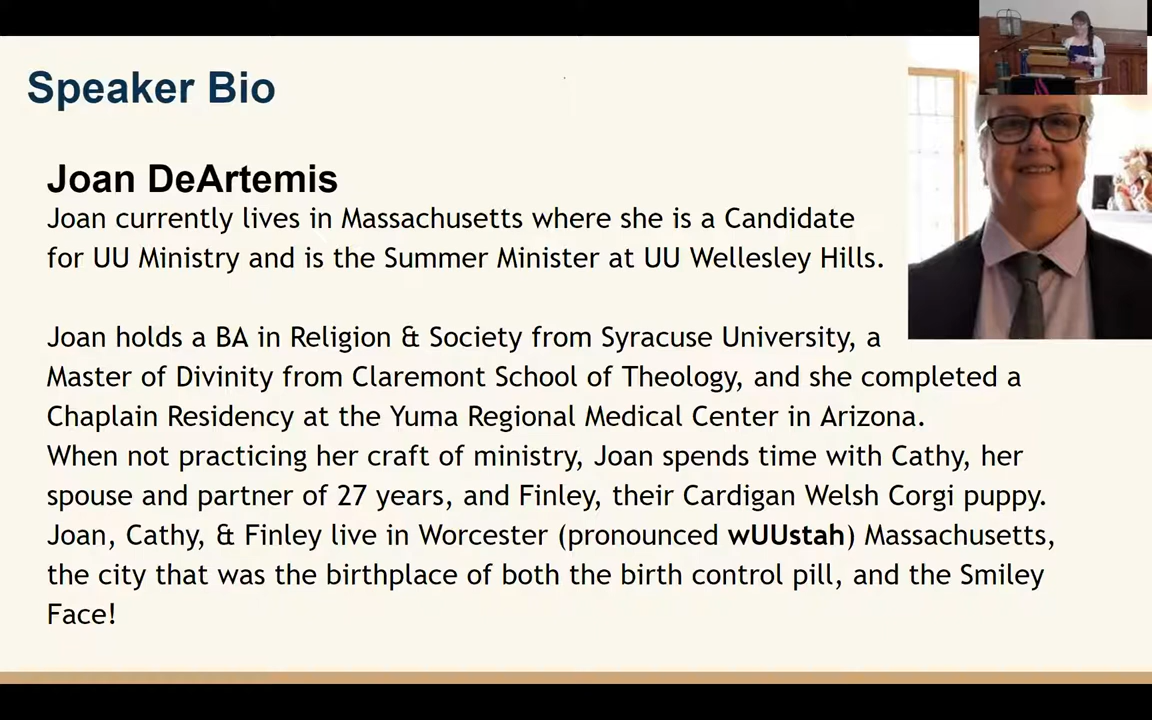 Speaker Bio
Joan DeArtemis
Joan currently lives in Massachusetts where she is a Candidate
for UU Ministry and is the Summer Minister at UU Wellesley Hills.
Joan holds a BA in Religion & Society from Syracuse University, a
Master of Divinity from Claremont School of Theology, and she completed a
Chaplain Residency at the Yuma Regional Medical Center in Arizona.
When not practicing her craft of ministry, Joan spends time with Cathy, her
spouse and partner of 27 years, and Finley, their Cardigan Welsh Corgi puppy.
Joan, Cathy, & Finley live in Worcester (pronounced wUUstah) Massachusetts,
the city that was the birthplace of both the birth control pill, and the Smiley
Face!